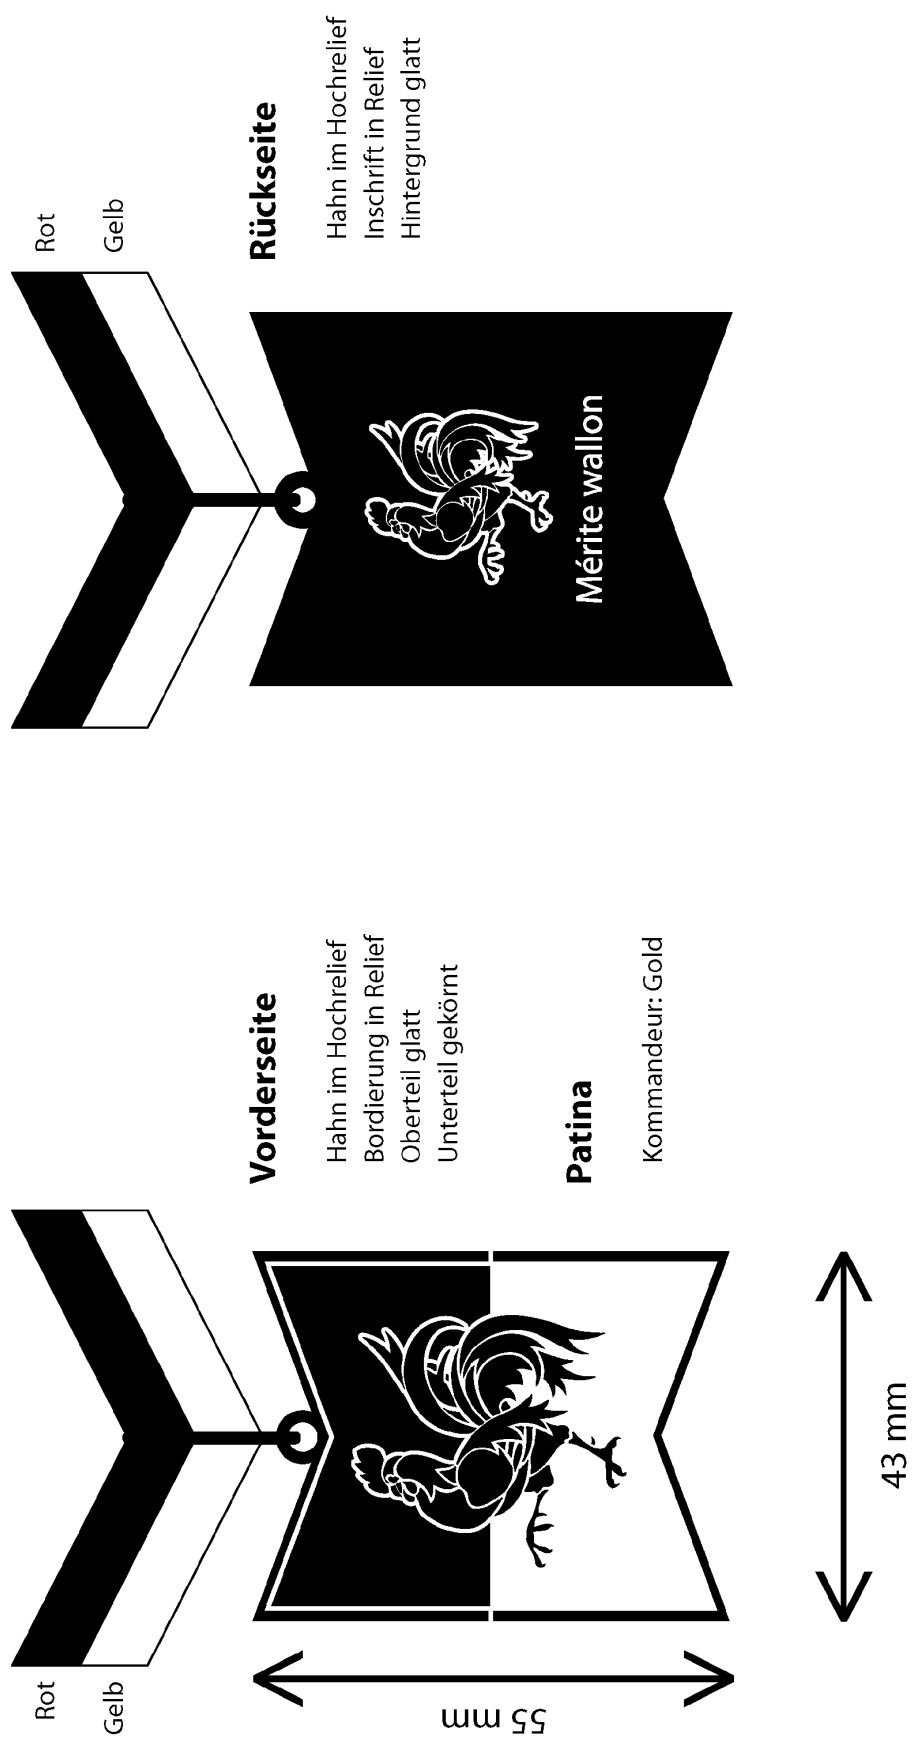 Rot
Gelb
Vorderseite
Hahn im Hochrelief
Bordierung in Relief
Oberteil glatt
Unterteil gekörnt
Patina
Kommandeur: Gold
55 mm
43 mm
Rot
Gelb
Rückseite
Hahn im Hochrelief
Inschrift in Relief
Hintergrund glatt
Mérite wallon